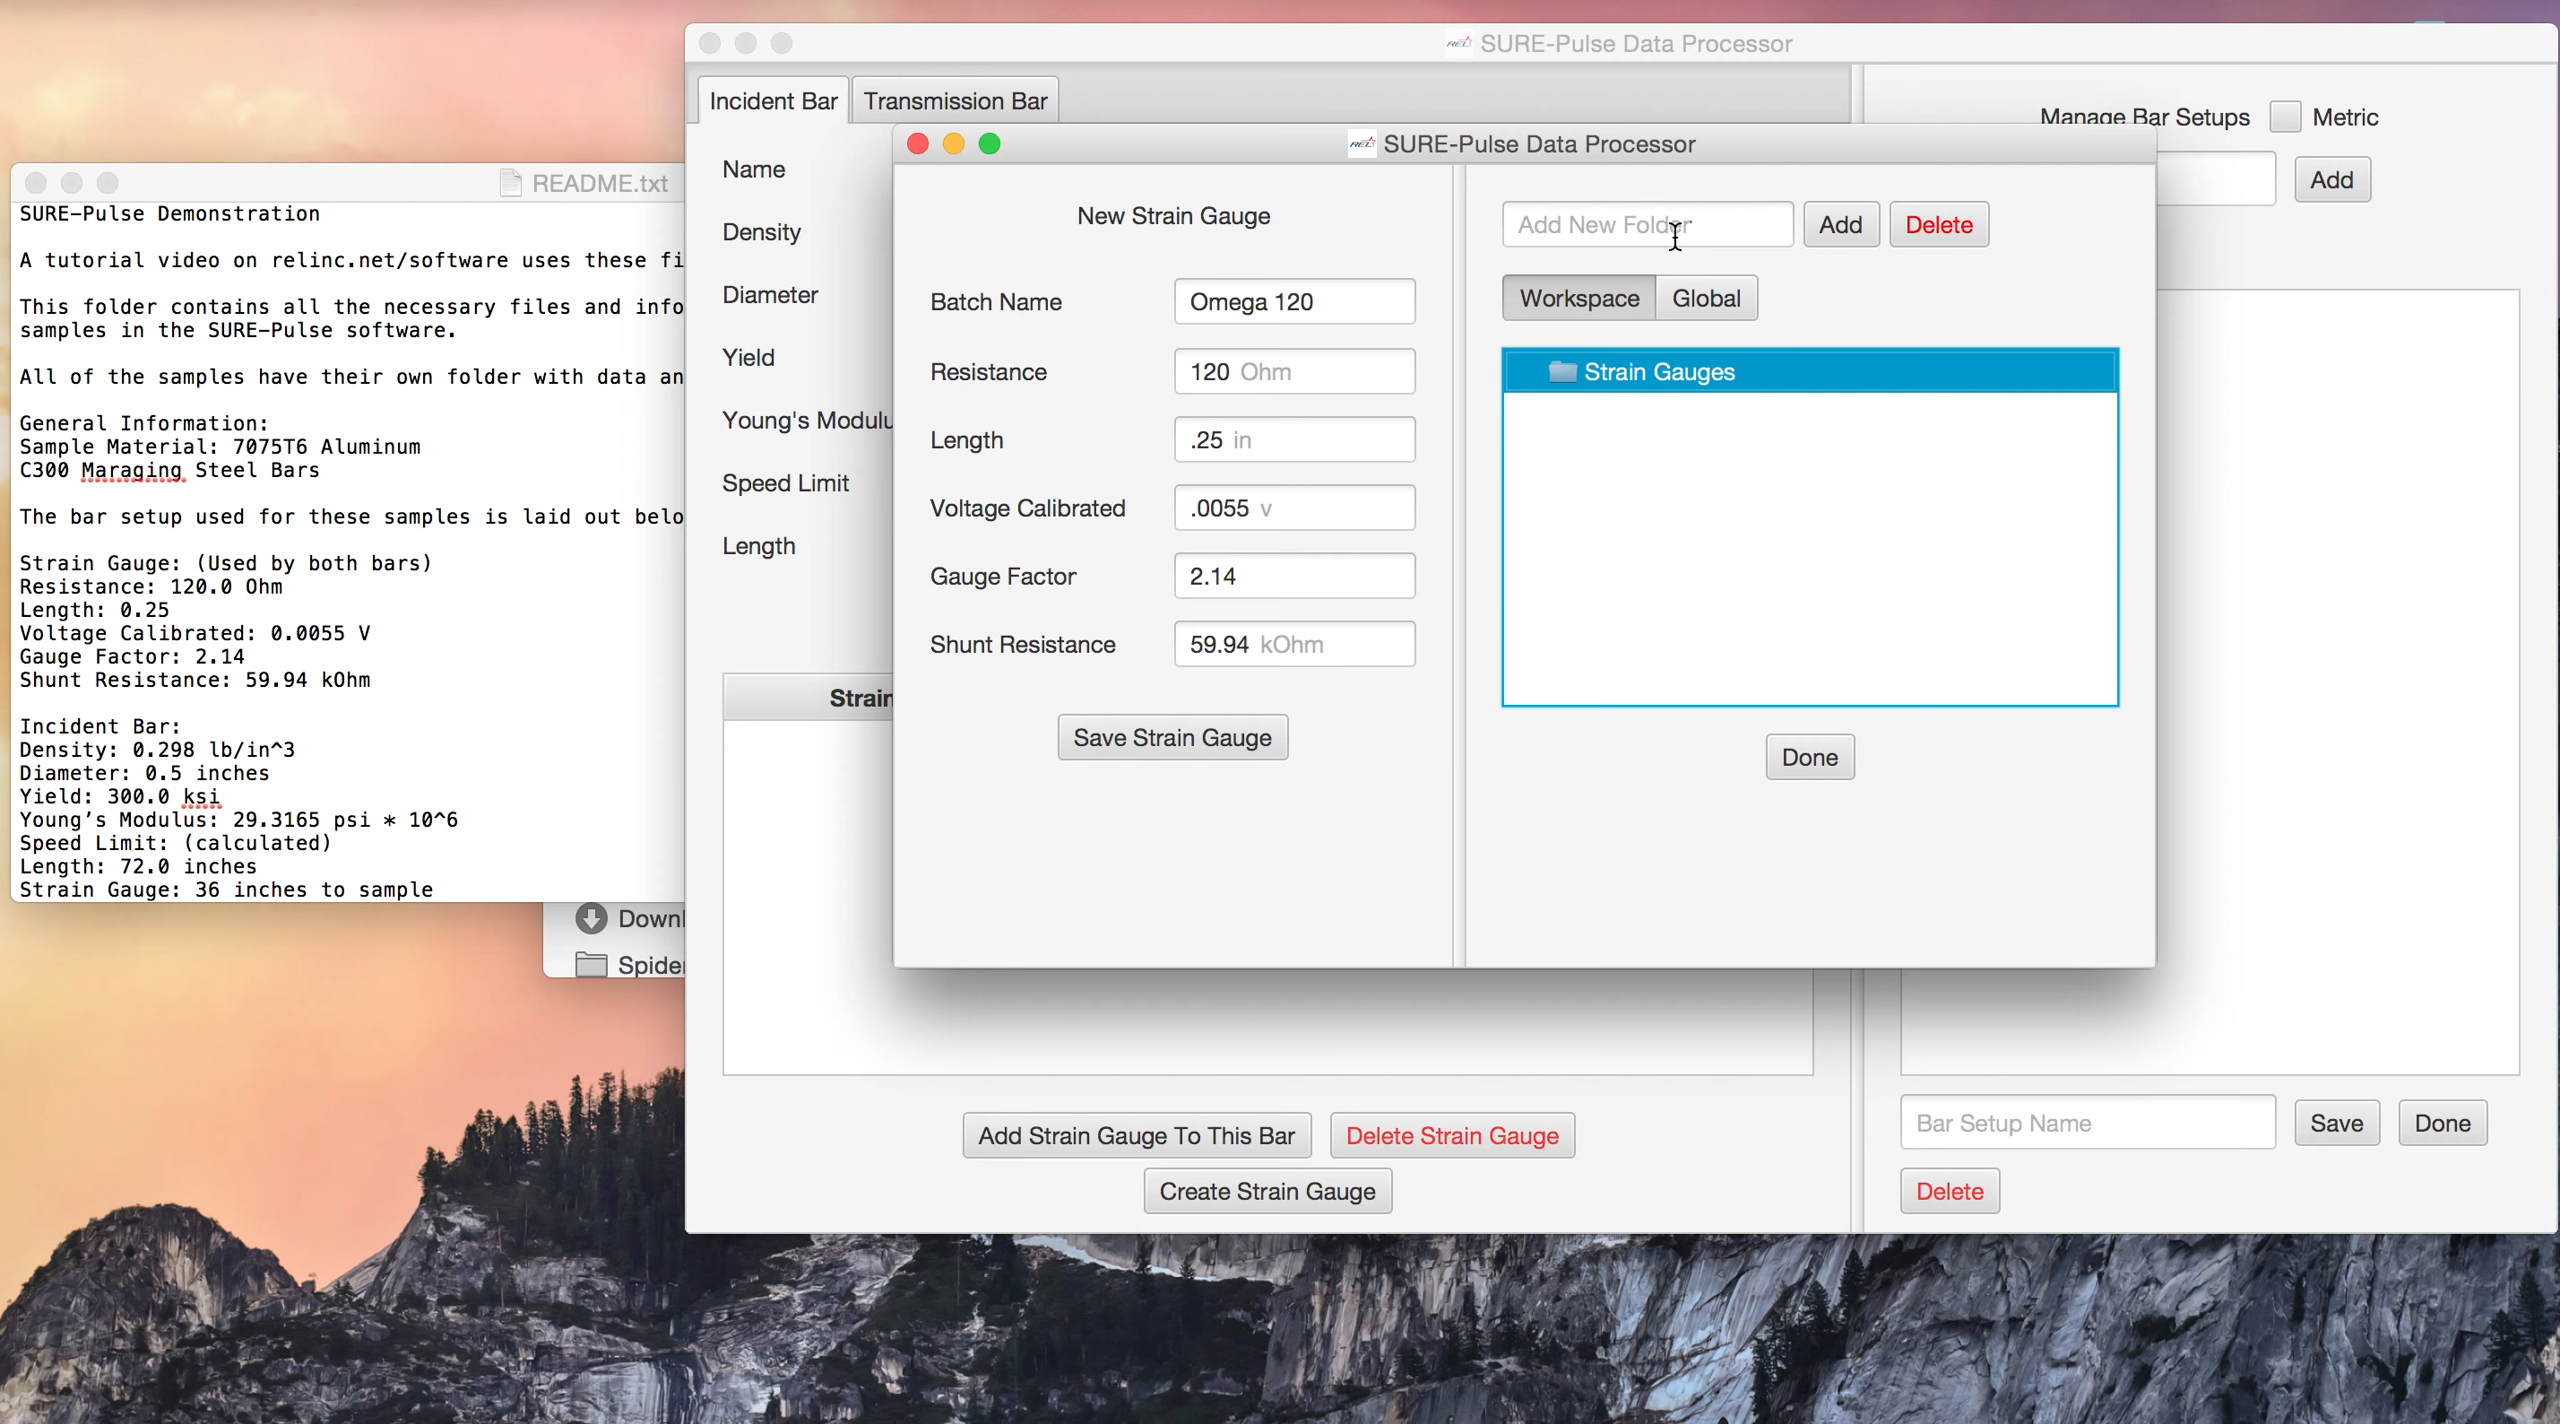 SURE-Pulse Data Processor
Incident Bar
Transmission Bar
Manage Bar Setups
Metric
Add
Name
Density
Diameter
Yield
Young's Modulu
Speed Limit
Length
Strain
Add Strain Gauge To This Bar
Delete Strain Gauge
Create Strain Gauge
Bar Setup Name
Save
Done
Delete
REL
SURE-Pulse Data Processor
New Strain Gauge
Batch Name
Omega 120
Resistance
120 Ohm
Length
.25 in
Voltage Calibrated
.0055 v
Gauge Factor
2.14
Shunt Resistance
59.94 kOhm
Save Strain Gauge
Add New Folder
Add
Delete
Workspace
Global
Strain Gauges
Done
README.txt
SURE-Pulse Demonstration
A tutorial video on relinc.net/software uses these fi
This folder contains all the necessary files and info
samples in the SURE-Pulse software.
All of the samples have their own folder with data an
General Information:
Sample Material: 7075T6 Aluminum
C300 Maraging Steel Bars
The bar setup used for these samples is laid out belo
Strain Gauge: (Used by both bars)
Resistance: 120.0 Ohm
Length: 0.25
Voltage Calibrated: 0.0055 V
Gauge Factor: 2.14
Shunt Resistance: 59.94 kOhm
Incident Bar:
Density: 0.298 lb/in^3
Diameter: 0.5 inches
Yield: 300.0 ksi
Young’s Modulus: 29.3165 psi * 10^6
Speed Limit: (calculated)
Length: 72.0 inches
Strain Gauge: 36 inches to sample
Downl
Spider